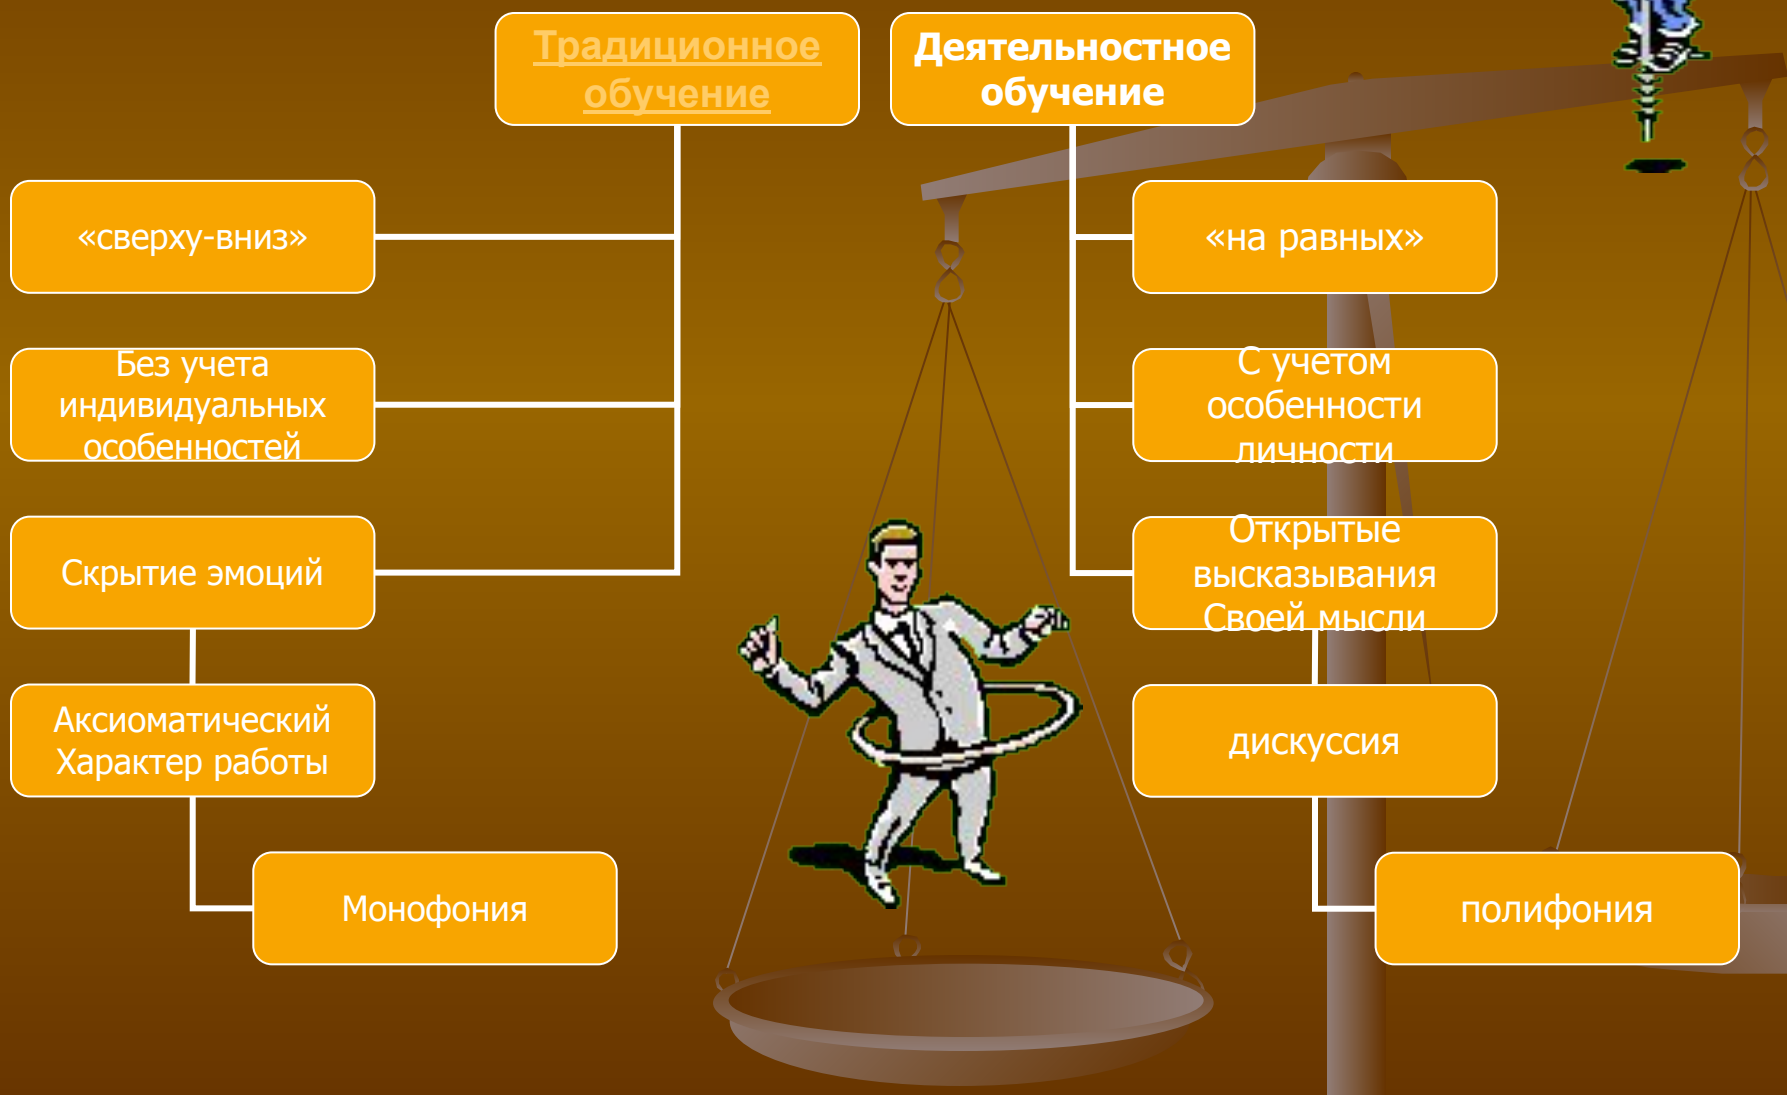 Традиционное
обучение
«сверху-вниз»
Без учета
индивидуальных
особенностей
Скрытие эмоций
Аксиоматический
Характер работы
Монофония
Деятельностное
обучение
«на равных»
С учетом
особенности
личности
Открытые
высказывания
Своей мысли
дискуссия
полифония